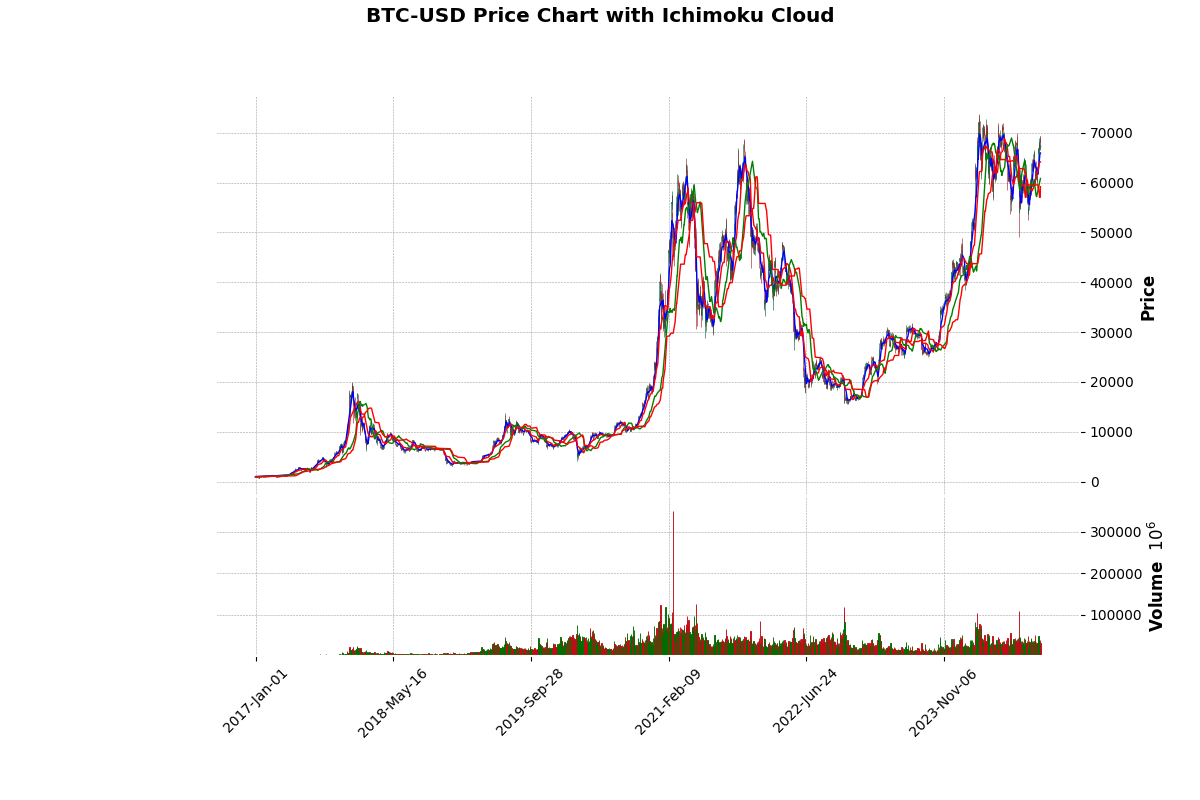 BTC-USD Price Chart with Ichimoku Cloud
70000
60000
50000
40000
30000
20000
10000
0
Price
300000
200000
100000
Volume 10^6
2017-Jan-01
2018-May-16
2019-Sep-28
2021-Feb-09
2022-Jun-24
2023-Nov-06